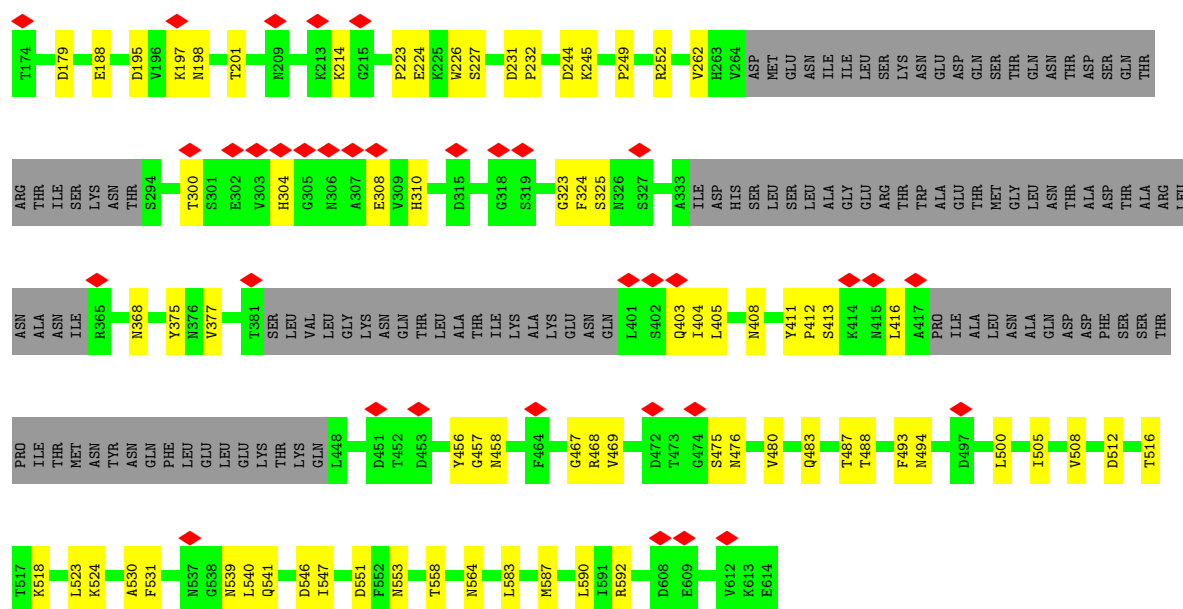 T174 D179 E188 D195 V196 K197 N198 T201 N209 K213 K214 G215 P223 E224 K225 W226 S227 D231 P232 D244 K245 P249 R252 V262 H263 V264 ASP MET GLU ASN ILE ILE LEU SER LYS ASN GLU ASP GLN SER THR GLN ASN THR ASP SER GLN THR
ARG THR ILE SER LYS ASN THR S294 T300 S301 E302 V303 H304 G305 N306 A307 E308 V309 H310 D315 G318 S319 G323 F324 S325 N326 S327 A333 ILE ASP HIS SER LEU SER LEU ALA GLY GLU ARG THR TRP ALA GLU THR MET GLY LEU ASN THR ALA ASP THR ALA ARG LEU
ASN ALA ASN ILE R365 N368 Y375 N376 V377 T381 SER LEU VAL LEU GLY LYS ASN GLN THR LEU ALA THR ILE LYS ALA LYS GLU ASN GLN L401 S402 Q403 I404 L405 N408 Y411 P412 S413 K414 N415 L416 A417 PRO ILE ALA LEU ASN ALA GLN ASP ASP PHE SER SER THR
PRO ILE THR MET ASN TYR ASN GLN PHE LEU GLU LEU GLU LYS THR LYS GLN L448 D451 T452 D453 Y456 G457 N458 F464 G467 R468 V469 D472 T473 G474 S475 N476 V480 Q483 T487 T488 F493 N494 D497 L500 I505 V508 D512 T516
T517 K518 L523 K524 A530 F531 N537 G538 N539 L540 Q541 D546 I547 D551 F552 N553 T558 N564 L583 M587 L590 I591 R592 D608 E609 V612 K613 E614